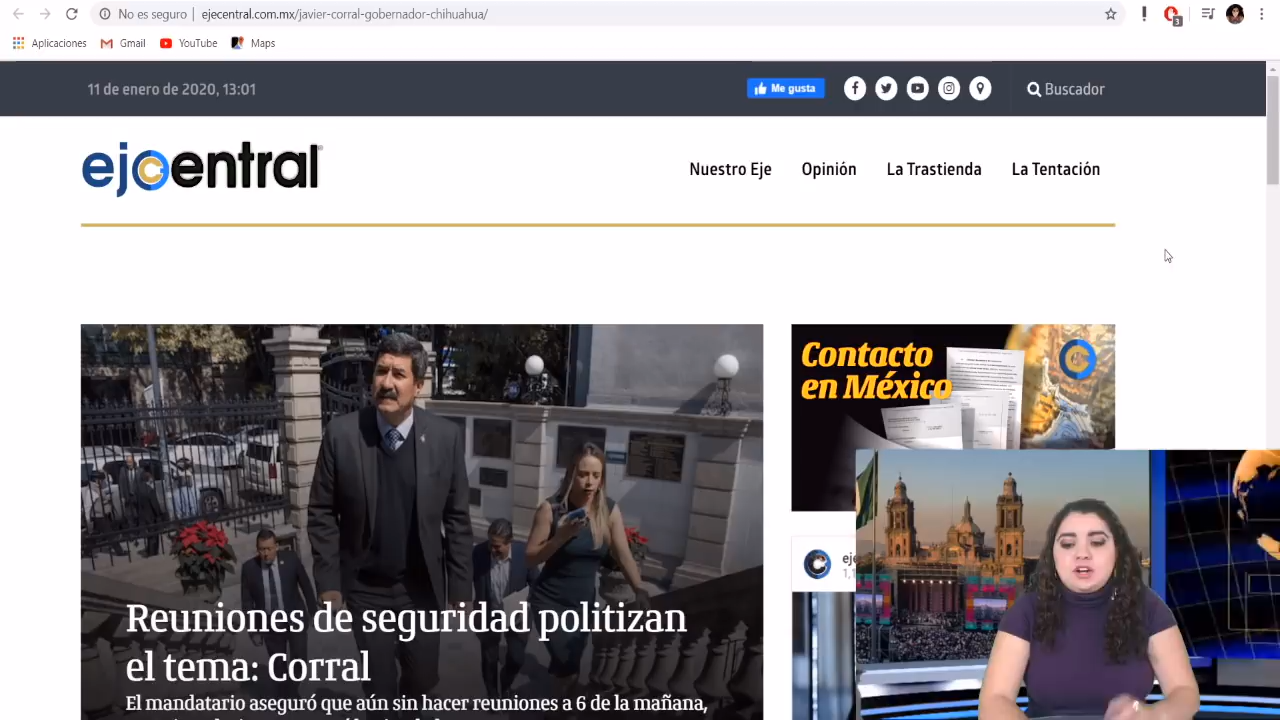 No es seguro | ejecentral.com.mx/javier-corral-gobernador-chihuahua/
3
Aplicaciones Gmail YouTube Maps
11 de enero de 2020, 13:01
Me gusta
Buscador
ejecentral
Nuestro Eje Opinión La Trastienda La Tentación
Contacto
en México
Reuniones de seguridad politizan
el tema: Corral
El mandatario aseguró que aún sin hacer reuniones a 6 de la mañana,